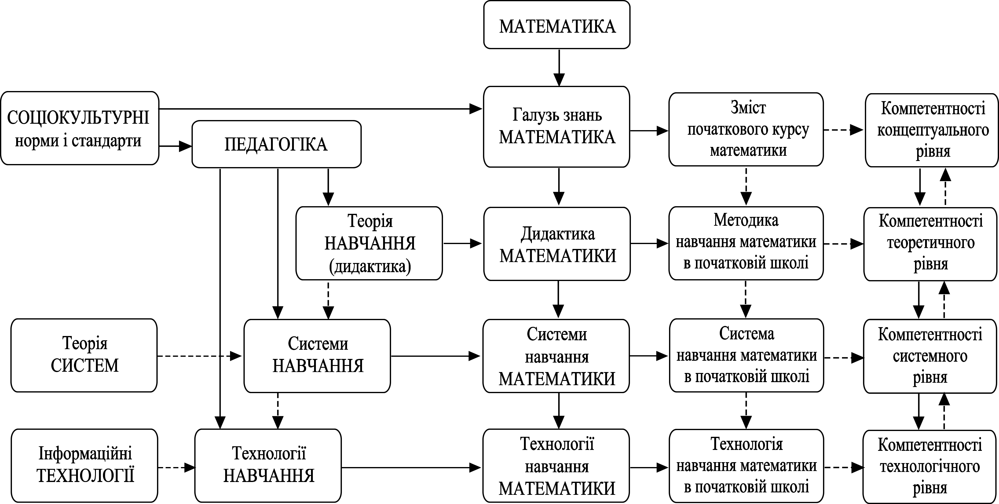 МАТЕМАТИКА
СОЦІОКУЛЬТУРНІ
норми і стандарти
ПЕДАГОГІКА
Галузь знань
МАТЕМАТИКА
Зміст
початкового курсу
математики
Компетентності
концептуального
рівня
Теорія
НАВЧАННЯ
(дидактика)
Дидактика
МАТЕМАТИКИ
Методика
навчання математики
в початковій школі
Компетентності
теоретичного
рівня
Теорія
СИСТЕМ
Системи
НАВЧАННЯ
Системи
навчання
МАТЕМАТИКИ
Система
навчання математики
в початковій школі
Компетентності
системного
рівня
Інформаційні
ТЕХНОЛОГІЇ
Технології
НАВЧАННЯ
Технології
навчання
МАТЕМАТИКИ
Технологія
навчання математики
в початковій школі
Компетентності
технологічного
рівня